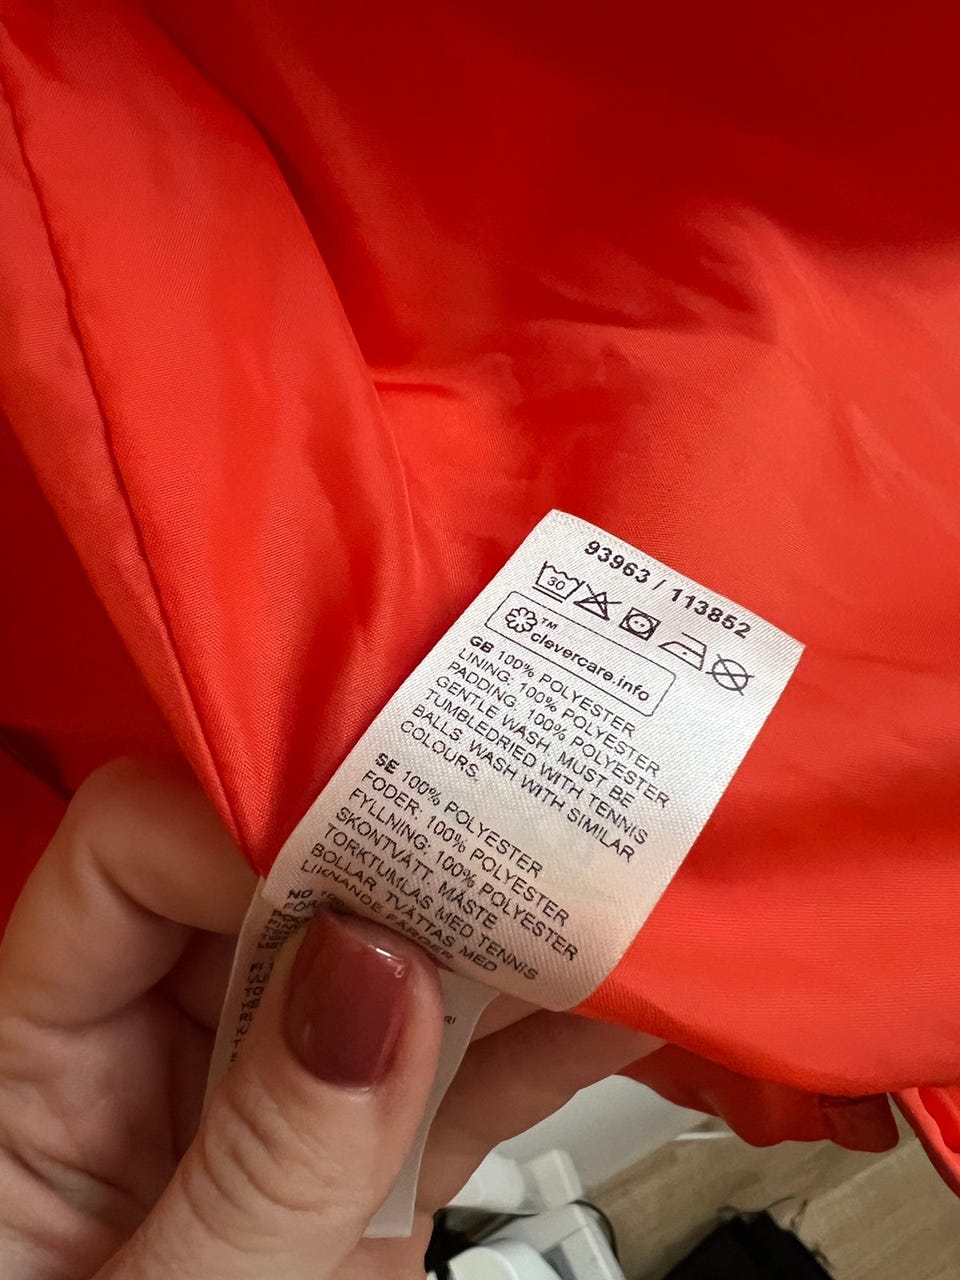 93963 / 113852
30
™
clevercare.info
GB 100% POLYESTER
LINING: 100% POLYESTER
PADDING: 100% POLYESTER
GENTLE WASH, MUST BE
TUMBLEDRIED WITH TENNIS
BALLS, WASH WITH SIMILAR
COLOURS.
SE 100% POLYESTER
FODER: 100% POLYESTER
FYLLNING: 100% POLYESTER
SKONTVÄTT, MÅSTE
TORKTUMLAS MED TENNIS
BOLLAR, TVÄTTAS MED
LIKNANDE FÄRGER
NO